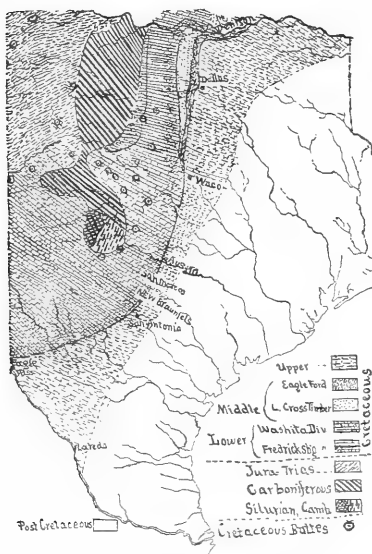 Dallas
Waco
Austin
San Marcos
New Braunfels
San Antonio
Eagle Pass
Laredo
Upper
Eagle Ford
Middle
L. Cross Timber
Lower
Washita Div
Fredricksb'g "
Cretaceous
Jura-Trias
Carboniferous
Silurian, Camb
Post Cretaceous
Cretaceous Buttes